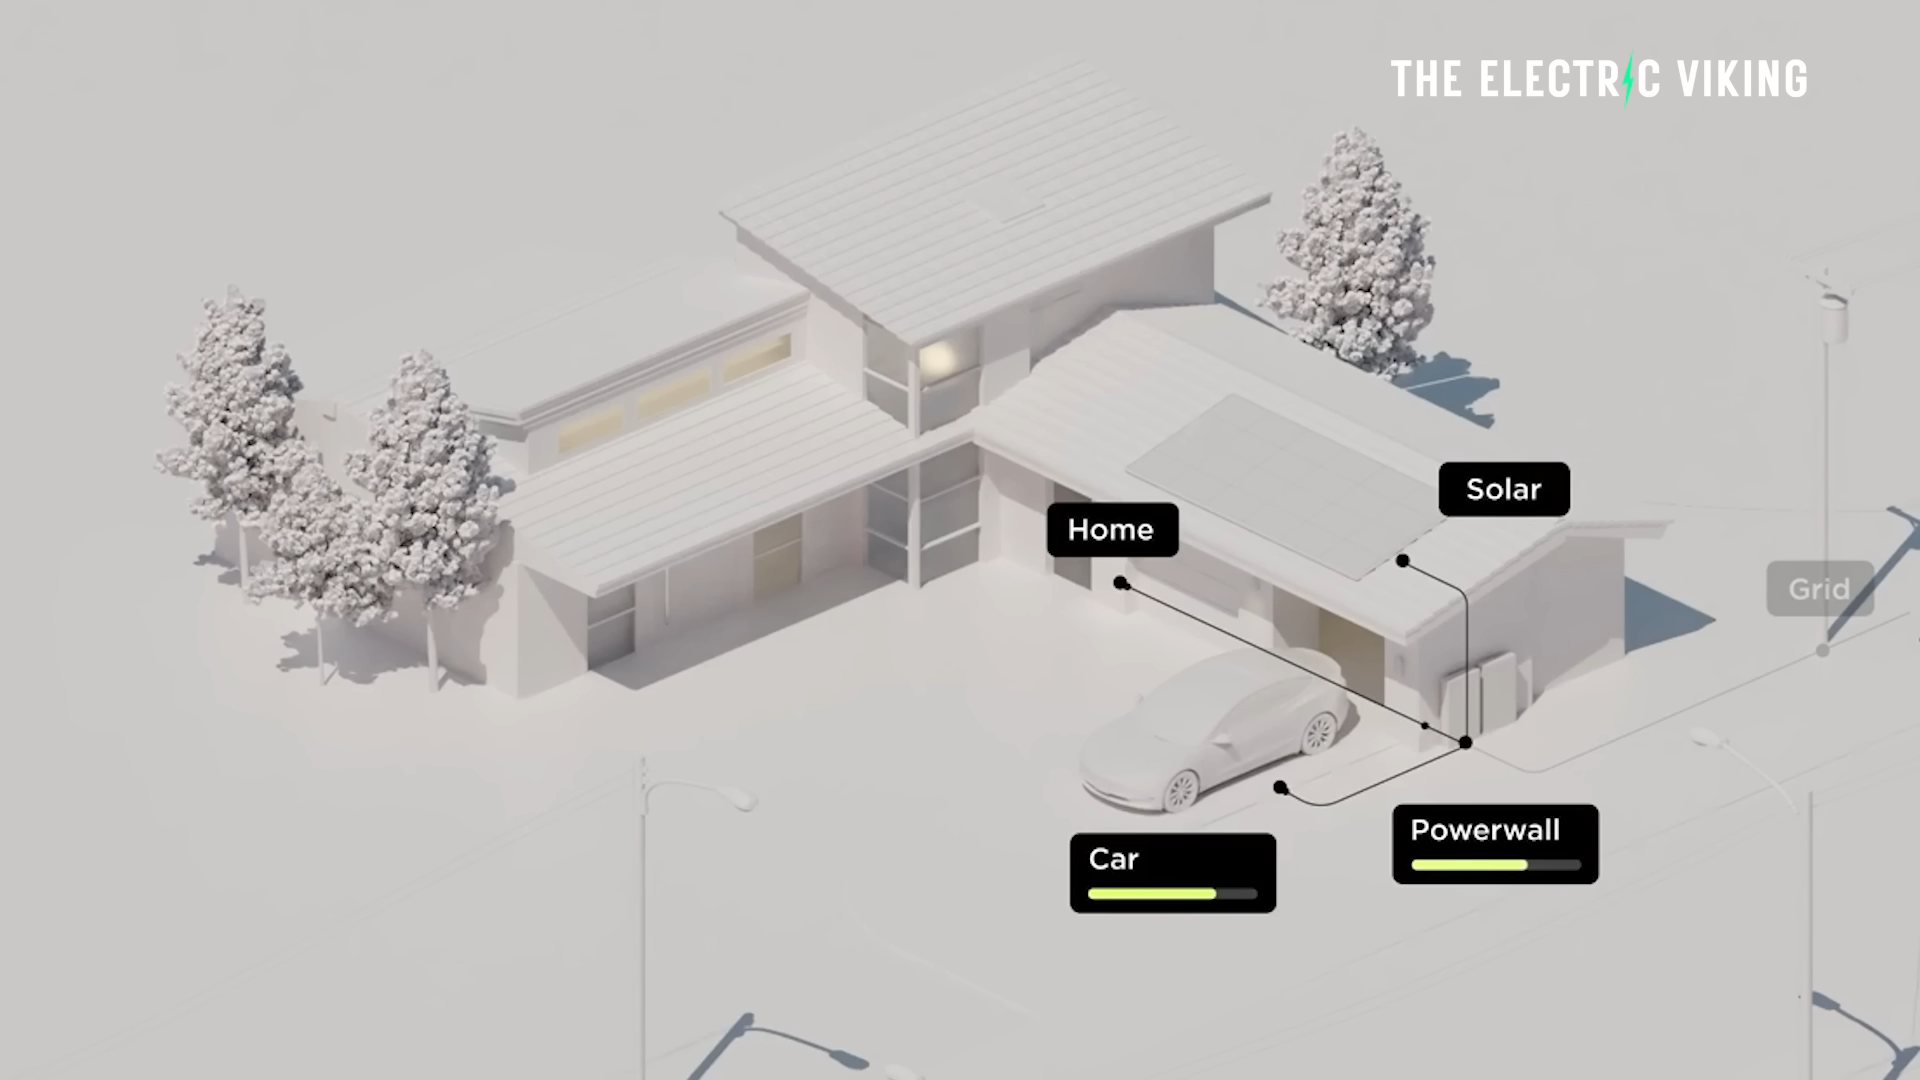 THE ELECTRIC VIKING
Solar
Home
Grid
Powerwall
Car